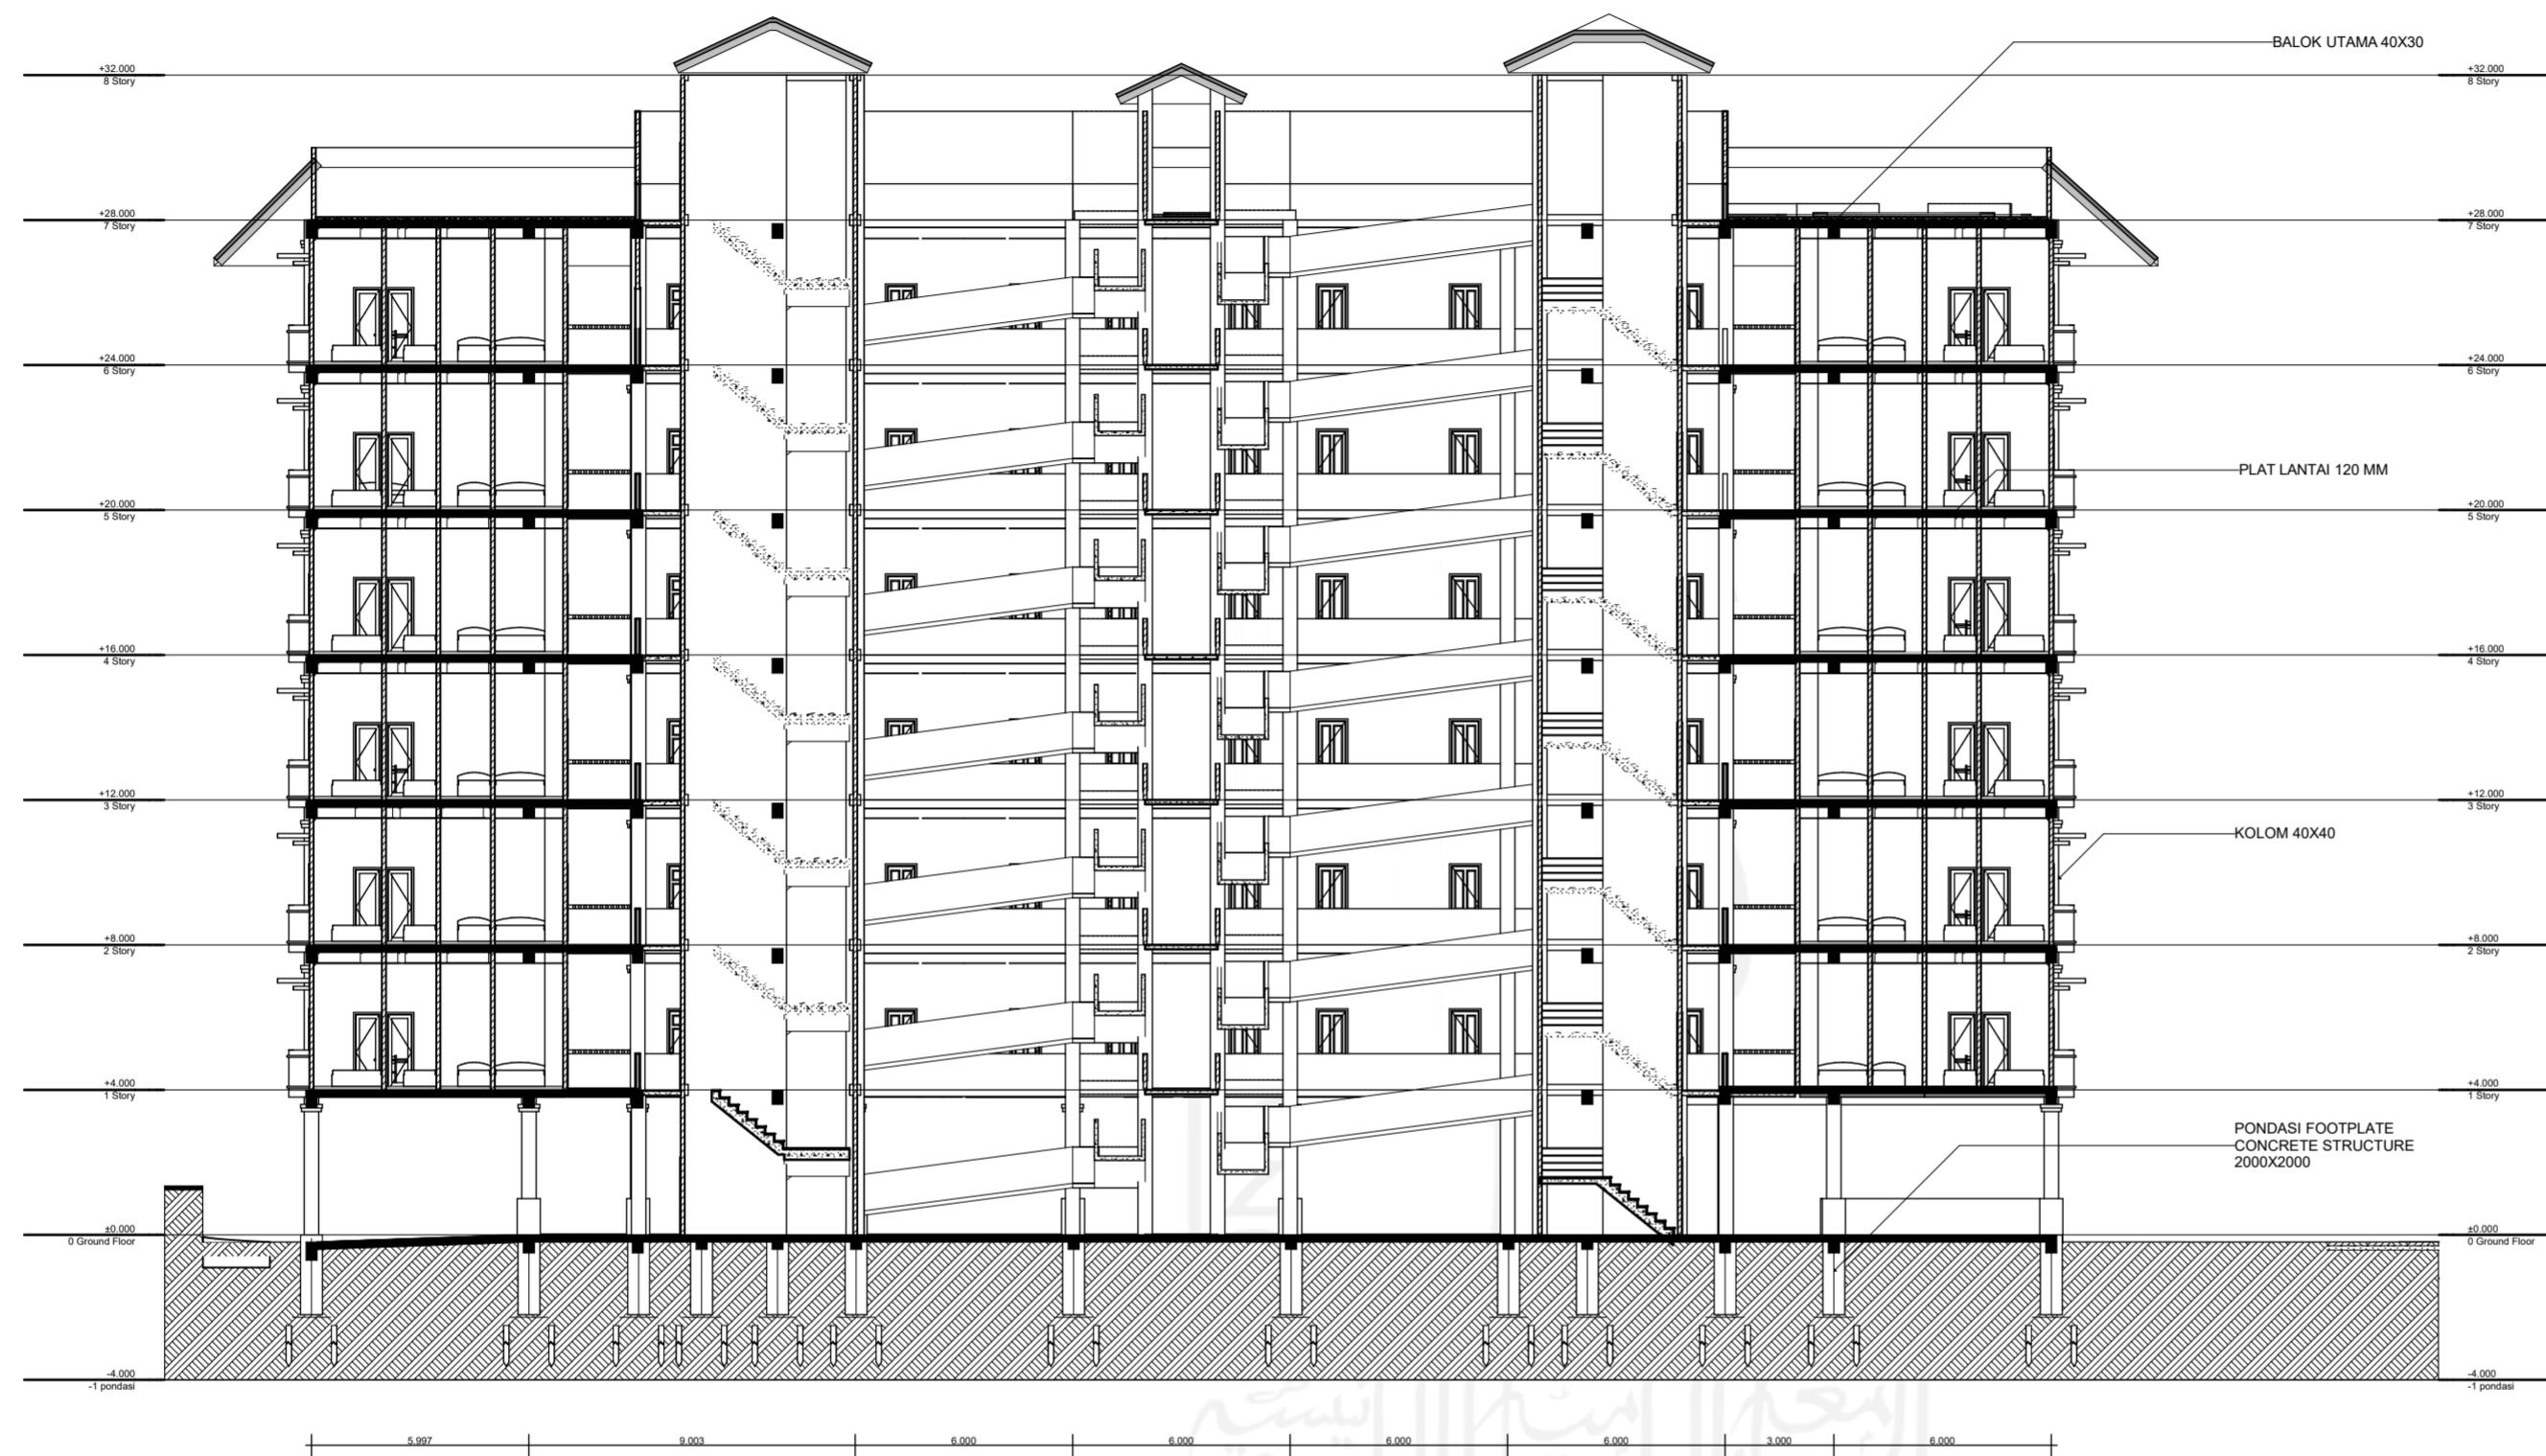 BALOK UTAMA 40X30
+32.000
8 Story
+32.000
8 Story
+28.000
7 Story
+28.000
7 Story
+24.000
6 Story
+24.000
6 Story
PLAT LANTAI 120 MM
+20.000
5 Story
+20.000
5 Story
+16.000
4 Story
+16.000
4 Story
+12.000
3 Story
+12.000
3 Story
KOLOM 40X40
+8.000
2 Story
+8.000
2 Story
+4.000
1 Story
+4.000
1 Story
PONDASI FOOTPLATE
CONCRETE STRUCTURE
2000X2000
±0.000
0 Ground Floor
±0.000
0 Ground Floor
-4.000
-1 pondasi
-4.000
-1 pondasi
5.997 9.003 6.000 6.000 6.000 6.000 3.000 6.000